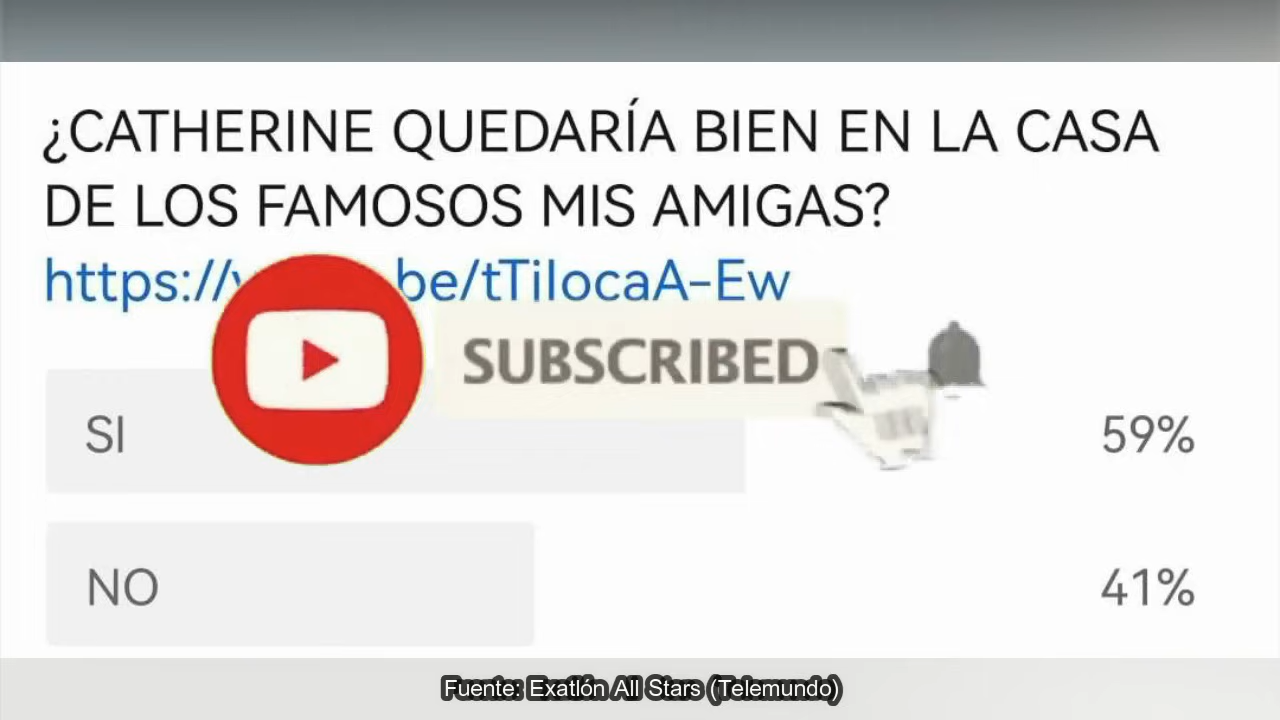 ¿CATHERINE QUEDARÍA BIEN EN LA CASA
DE LOS FAMOSOS MIS AMIGAS?
https://y be/tTilocaA-Ew
SUBSCRIBED
SI 59%
NO 41%
Fuente: Exatlón All Stars (Telemundo)